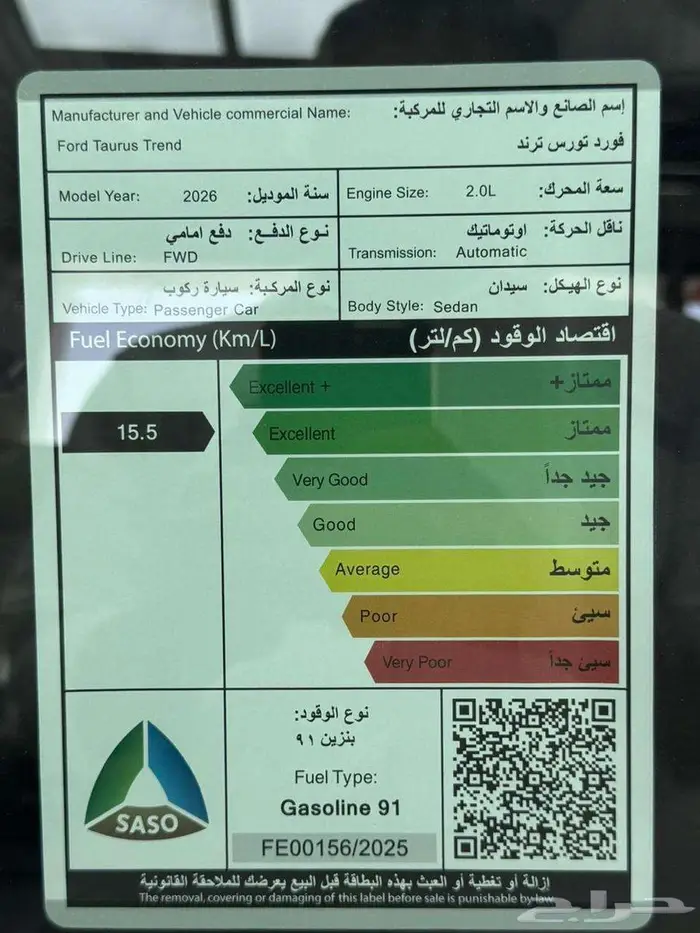 Manufacturer and Vehicle commercial Name: إسم الصانع والاسم التجاري للمركبة:
Ford Taurus Trend فورد تورس ترند
Model Year: 2026 سنة الموديل:
Engine Size: 2.0L سعة المحرك:
نـوع الدفـع: دفع امامي
Drive Line: FWD
ناقل الحركة: اوتوماتيك
Transmission: Automatic
نوع المركبة: سيارة ركوب
Vehicle Type: Passenger Car
نوع الهيكل: سيدان
Body Style: Sedan
Fuel Economy (Km/L) اقتصاد الوقود (كم/لتر)
Excellent + ممتاز+
15.5
Excellent ممتاز
Very Good جيد جداً
Good جيد
Average متوسط
Poor سيئ
Very Poor سيئ جداً
نوع الوقود:
بنزين ٩١
Fuel Type:
Gasoline 91
FE00156/2025
SASO
إزالة أو تغطية أو العبث بهذه البطاقة قبل البيع يعرضك للملاحقة القانونية
The removal, covering or damaging of this label before sale is punishable by law
حراج